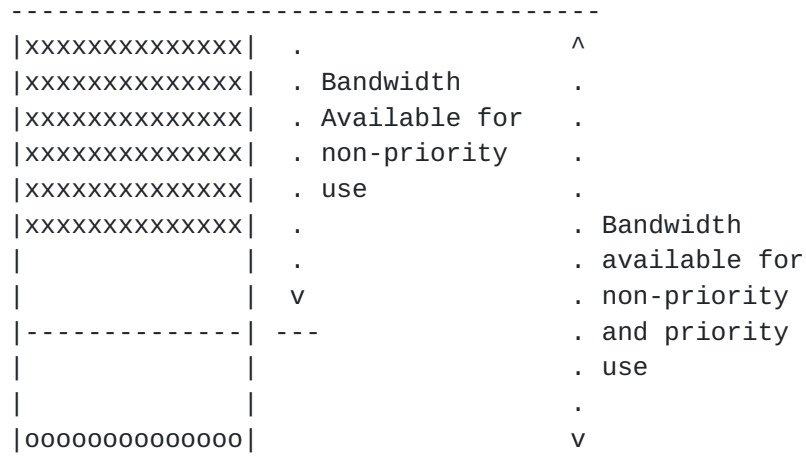 --------------------------------------
|xxxxxxxxxxxxxx|  .                 ^
|xxxxxxxxxxxxxx|  . Bandwidth       .
|xxxxxxxxxxxxxx|  . Available for   .
|xxxxxxxxxxxxxx|  . non-priority    .
|xxxxxxxxxxxxxx|  . use             .
|xxxxxxxxxxxxxx|  .                 . Bandwidth
|              |  .                 . available for
|              |  v                 . non-priority
|--------------| ---                . and priority
|              |                    . use
|              |                    .
|oooooooooooooo|                    v